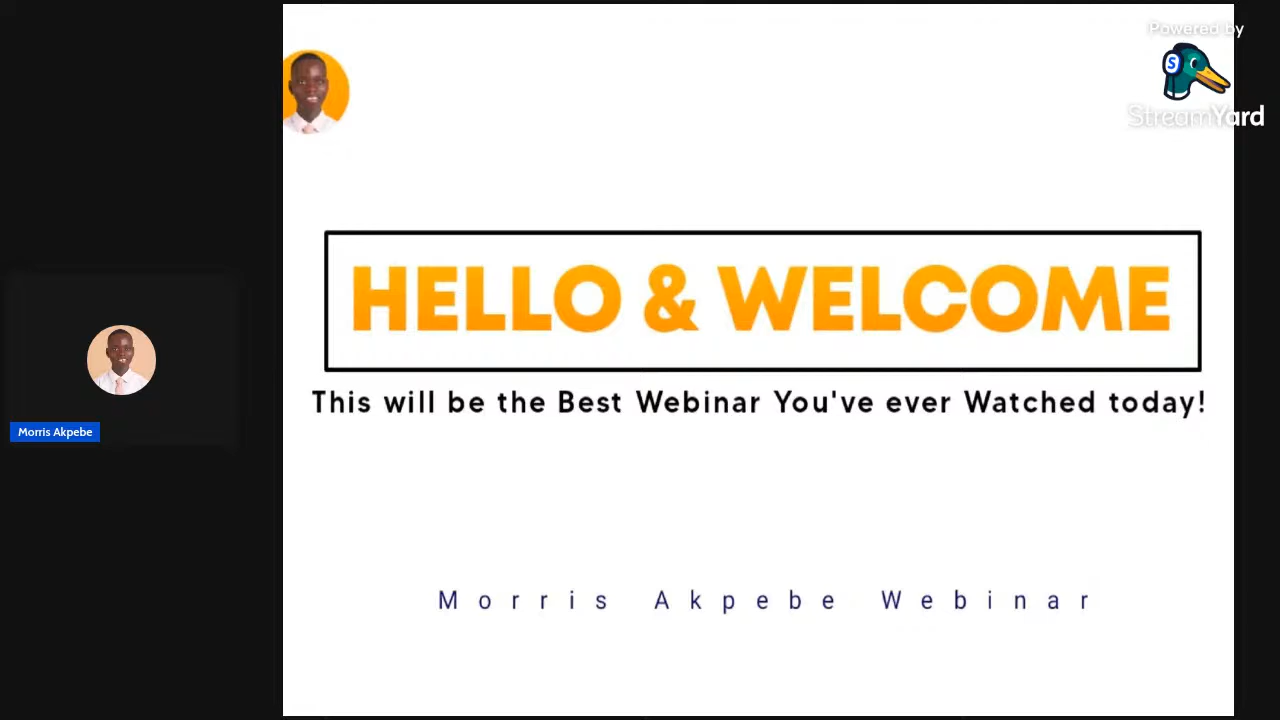 Powered by
S
StreamYard
HELLO & WELCOME
This will be the Best Webinar You've ever Watched today!
Morris Akpebe
Morris Akpebe Webinar